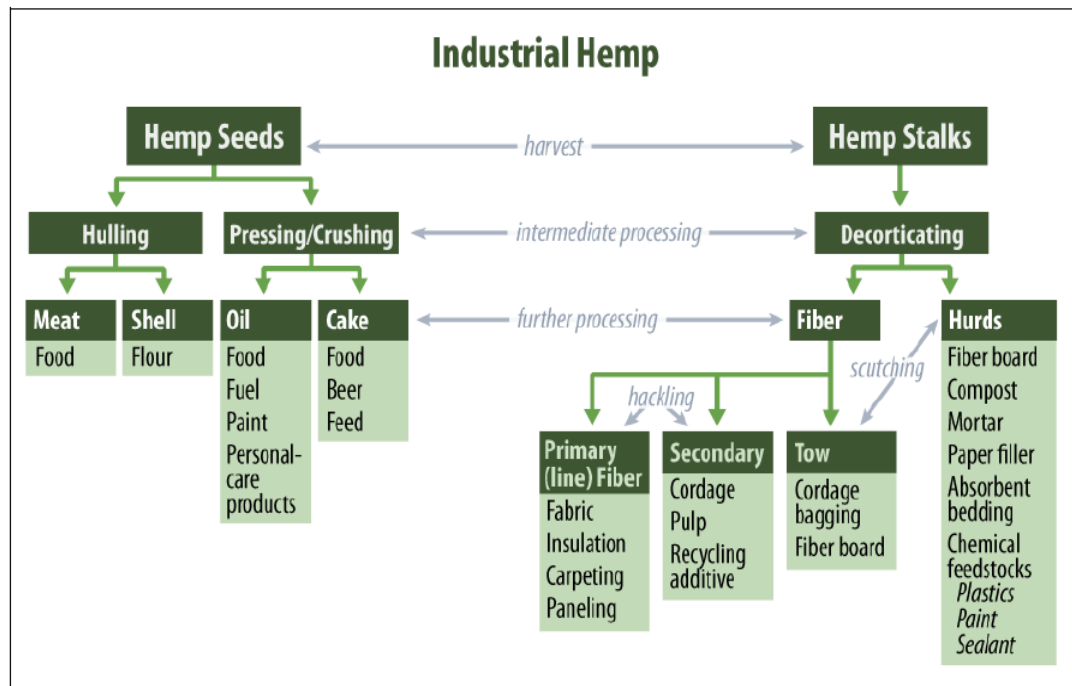 Industrial Hemp
Hemp Seeds
harvest
Hemp Stalks
Hulling
Pressing/Crushing
intermediate processing
Decorticating
Meat
Food
Shell
Flour
Oil
Food
Fuel
Paint
Personal-
care
products
Cake
Food
Beer
Feed
further processing
Fiber
Hurds
Fiber board
Compost
Mortar
Paper filler
Absorbent
bedding
Chemical
feedstocks
Plastics
Paint
Sealant
scutching
hackling
Primary
(line) Fiber
Fabric
Insulation
Carpeting
Paneling
Secondary
Cordage
Pulp
Recycling
additive
Tow
Cordage
bagging
Fiber board